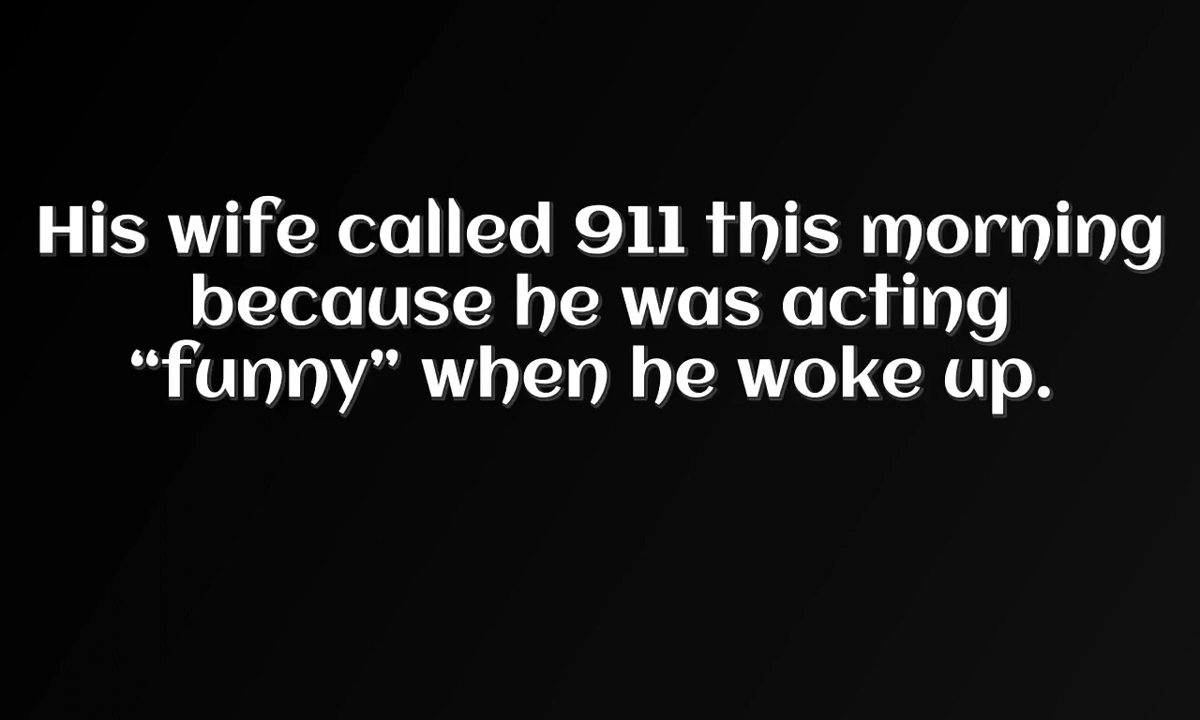 His wife called 911 this morning
because he was acting
“funny” when he woke up.